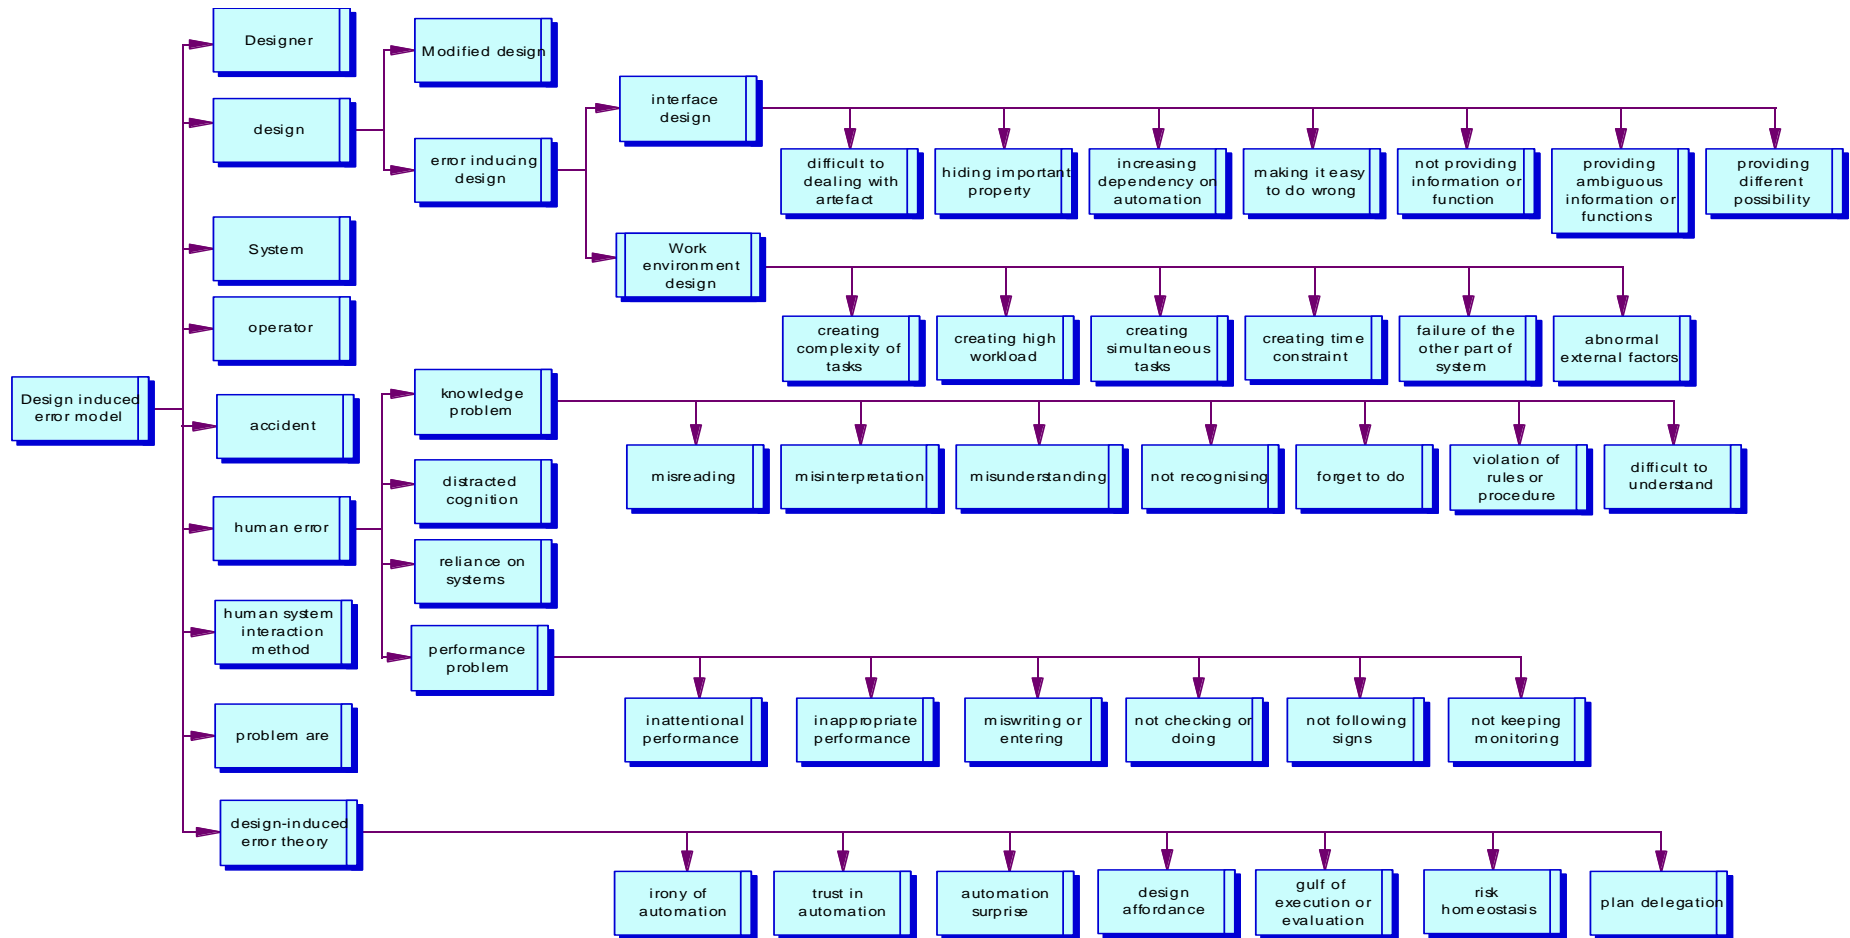 Designer
Modified design
design
interface
design
error inducing
design
difficult to
dealing with
artefact
hiding important
property
increasing
dependency on
automation
making it easy
to do wrong
not providing
information or
function
providing
ambiguous
information or
functions
providing
different
possibility
System
Work
environment
design
operator
creating
complexity of
tasks
creating high
workload
creating
simultaneous
tasks
creating time
constraint
failure of the
other part of
system
abnormal
external factors
Design induced
error model
knowledge
problem
accident
misreading
misinterpretation
misunderstanding
not recognising
forget to do
violation of
rules or
procedure
difficult to
understand
distracted
cognition
human error
reliance on
systems
human system
interaction
method
performance
problem
inattentional
performance
inappropriate
performance
miswriting or
entering
not checking or
doing
not following
signs
not keeping
monitoring
problem are
design-induced
error theory
irony of
automation
trust in
automation
automation
surprise
design
affordance
gulf of
execution or
evaluation
risk
homeostasis
plan delegation